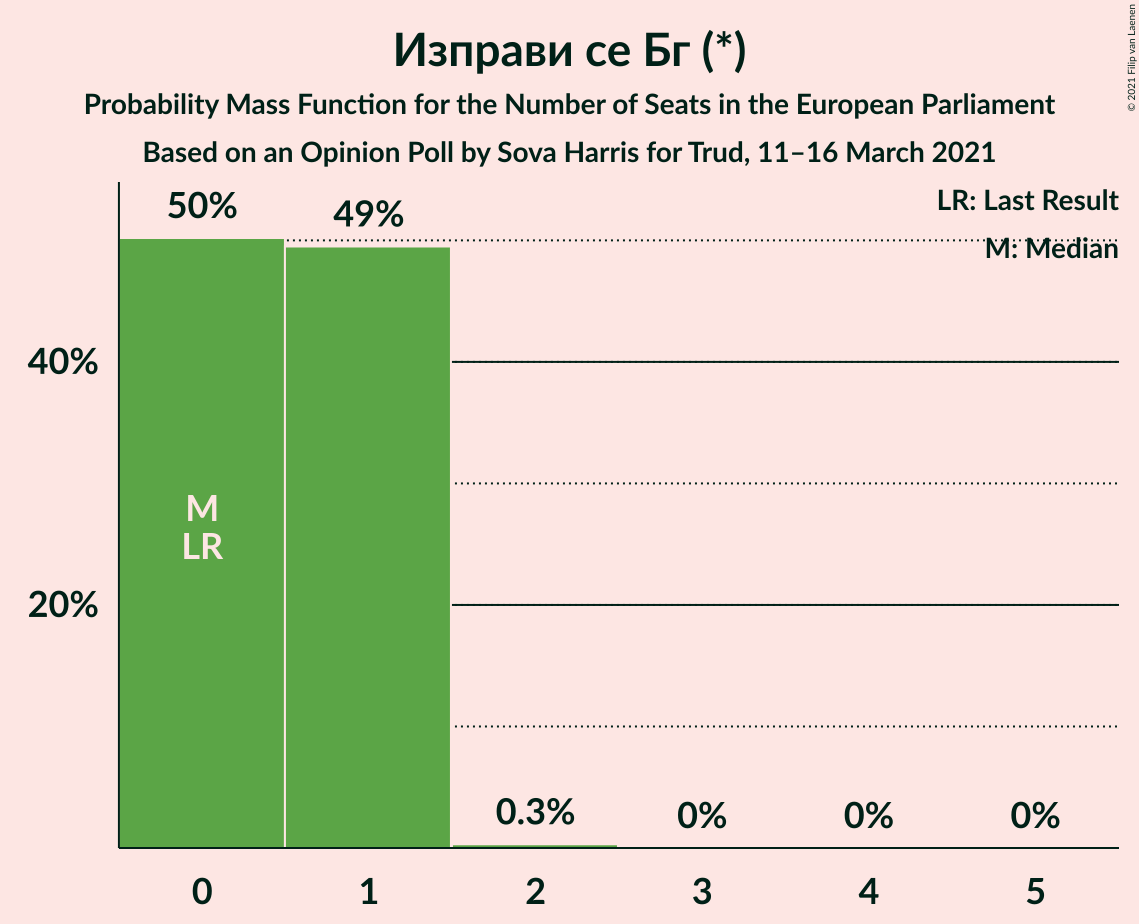 Изправи се Бг (*)
Probability Mass Function for the Number of Seats in the European Parliament
Based on an Opinion Poll by Sova Harris for Trud, 11–16 March 2021
© 2021 Filip van Laenen
LR: Last Result
M: Median
50%
49%
40%
M
LR
20%
0.3%
0%
0%
0%
0
1
2
3
4
5